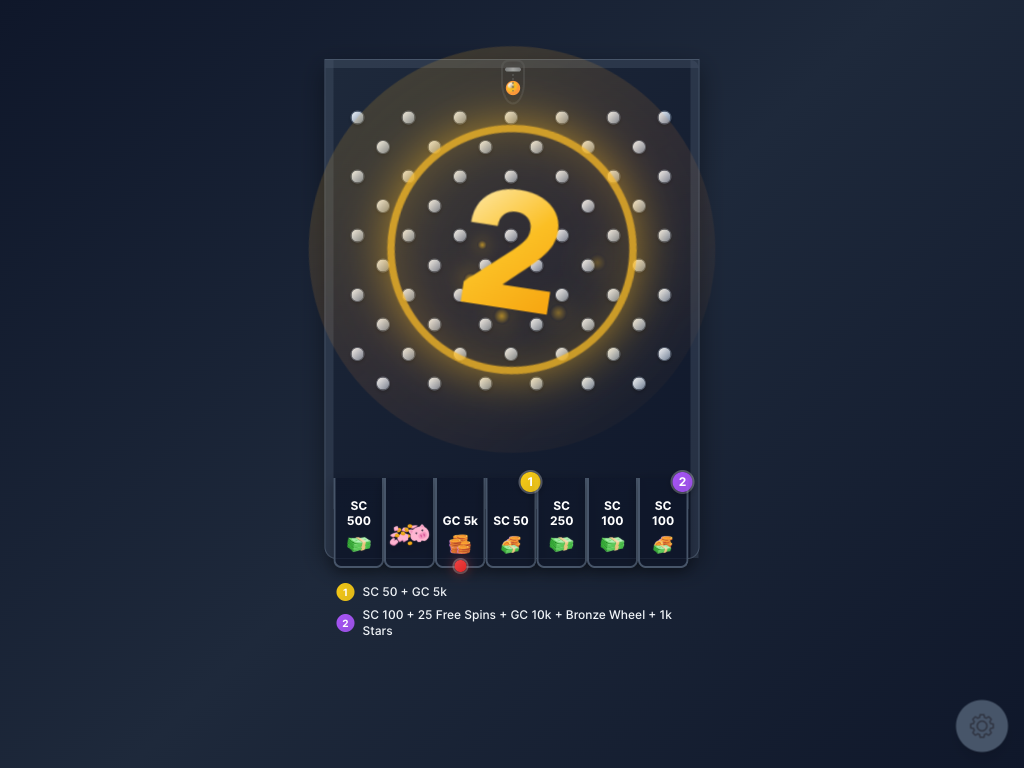 2
1
2
SC
500
GC 5k
SC 50
SC
250
SC
100
SC
100
1 SC 50 + GC 5k
2 SC 100 + 25 Free Spins + GC 10k + Bronze Wheel + 1k
Stars